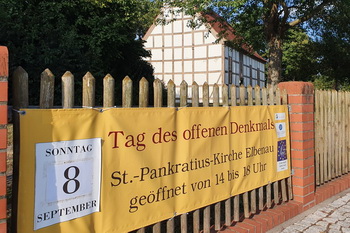 SONNTAG
8
SEPTEMBER
Tag des offenen Denkmals
St.-Pankratius-Kirche Elbenau
geöffnet von 14 bis 18 Uhr